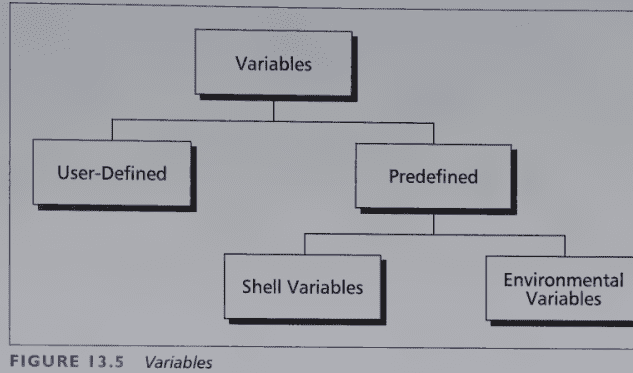 Variables
User-Defined
Predefined
Shell Variables
Environmental
Variables
FIGURE 13.5 Variables